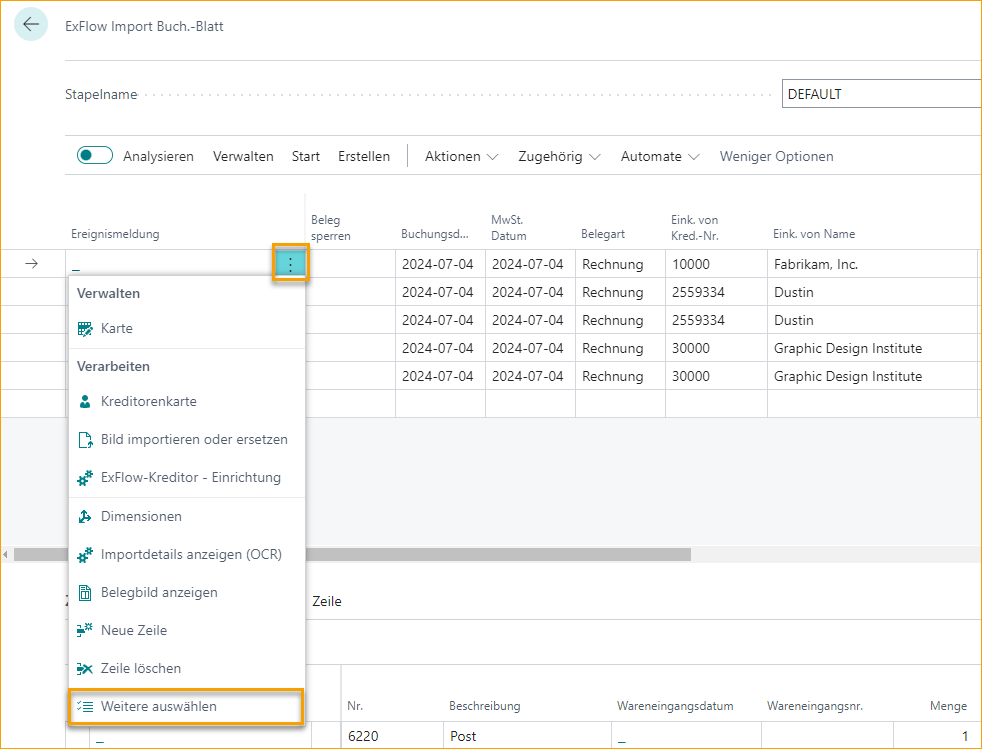 ExFlow Import Buch.-Blatt
Stapelname
DEFAULT
Analysieren Verwalten Start Erstellen Aktionen Zugehörig Automate Weniger Optionen
Ereignismeldung Beleg sperren Buchungsd... MwSt. Datum Belegart Eink. von Kred.-Nr. Eink. von Name
_ 2024-07-04 2024-07-04 Rechnung 10000 Fabrikam, Inc.
2024-07-04 2024-07-04 Rechnung 2559334 Dustin
2024-07-04 2024-07-04 Rechnung 2559334 Dustin
2024-07-04 2024-07-04 Rechnung 30000 Graphic Design Institute
2024-07-04 2024-07-04 Rechnung 30000 Graphic Design Institute
Verwalten
Karte
Verarbeiten
Kreditorenkarte
Bild importieren oder ersetzen
ExFlow-Kreditor - Einrichtung
Dimensionen
Importdetails anzeigen (OCR)
Belegbild anzeigen
Neue Zeile
Zeile löschen
Weitere auswählen
Zeile
Nr. Beschreibung Wareneingangsdatum Wareneingangsnr. Menge
_ 6220 Post _ 1